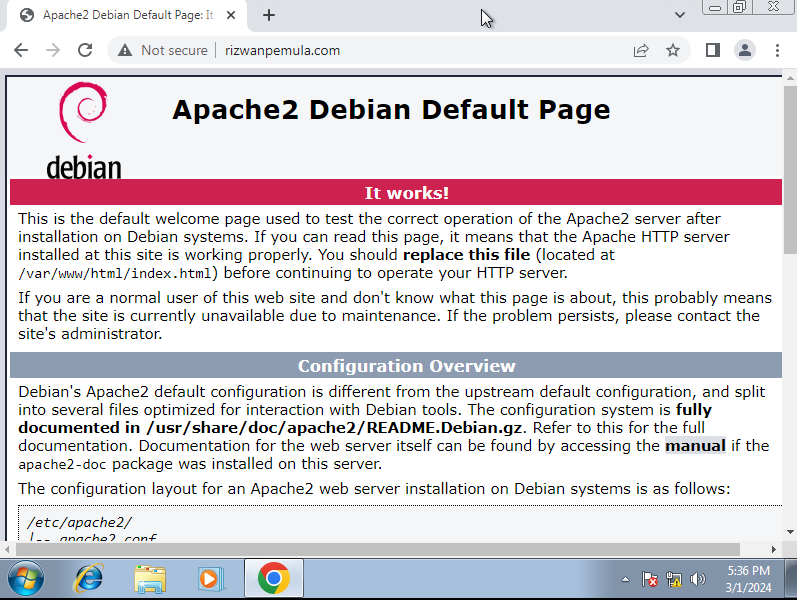 Apache2 Debian Default Page: It
Not secure
rizwanpemula.com
debian
Apache2 Debian Default Page
It works!
This is the default welcome page used to test the correct operation of the Apache2 server after
installation on Debian systems. If you can read this page, it means that the Apache HTTP server
installed at this site is working properly. You should replace this file (located at
/var/www/html/index.html) before continuing to operate your HTTP server.
If you are a normal user of this web site and don't know what this page is about, this probably means
that the site is currently unavailable due to maintenance. If the problem persists, please contact the
site's administrator.
Configuration Overview
Debian's Apache2 default configuration is different from the upstream default configuration, and split
into several files optimized for interaction with Debian tools. The configuration system is fully
documented in /usr/share/doc/apache2/README.Debian.gz. Refer to this for the full
documentation. Documentation for the web server itself can be found by accessing the manual if the
apache2-doc package was installed on this server.
The configuration layout for an Apache2 web server installation on Debian systems is as follows:
/etc/apache2/
|-- apache2.conf
5:36 PM
3/1/2024